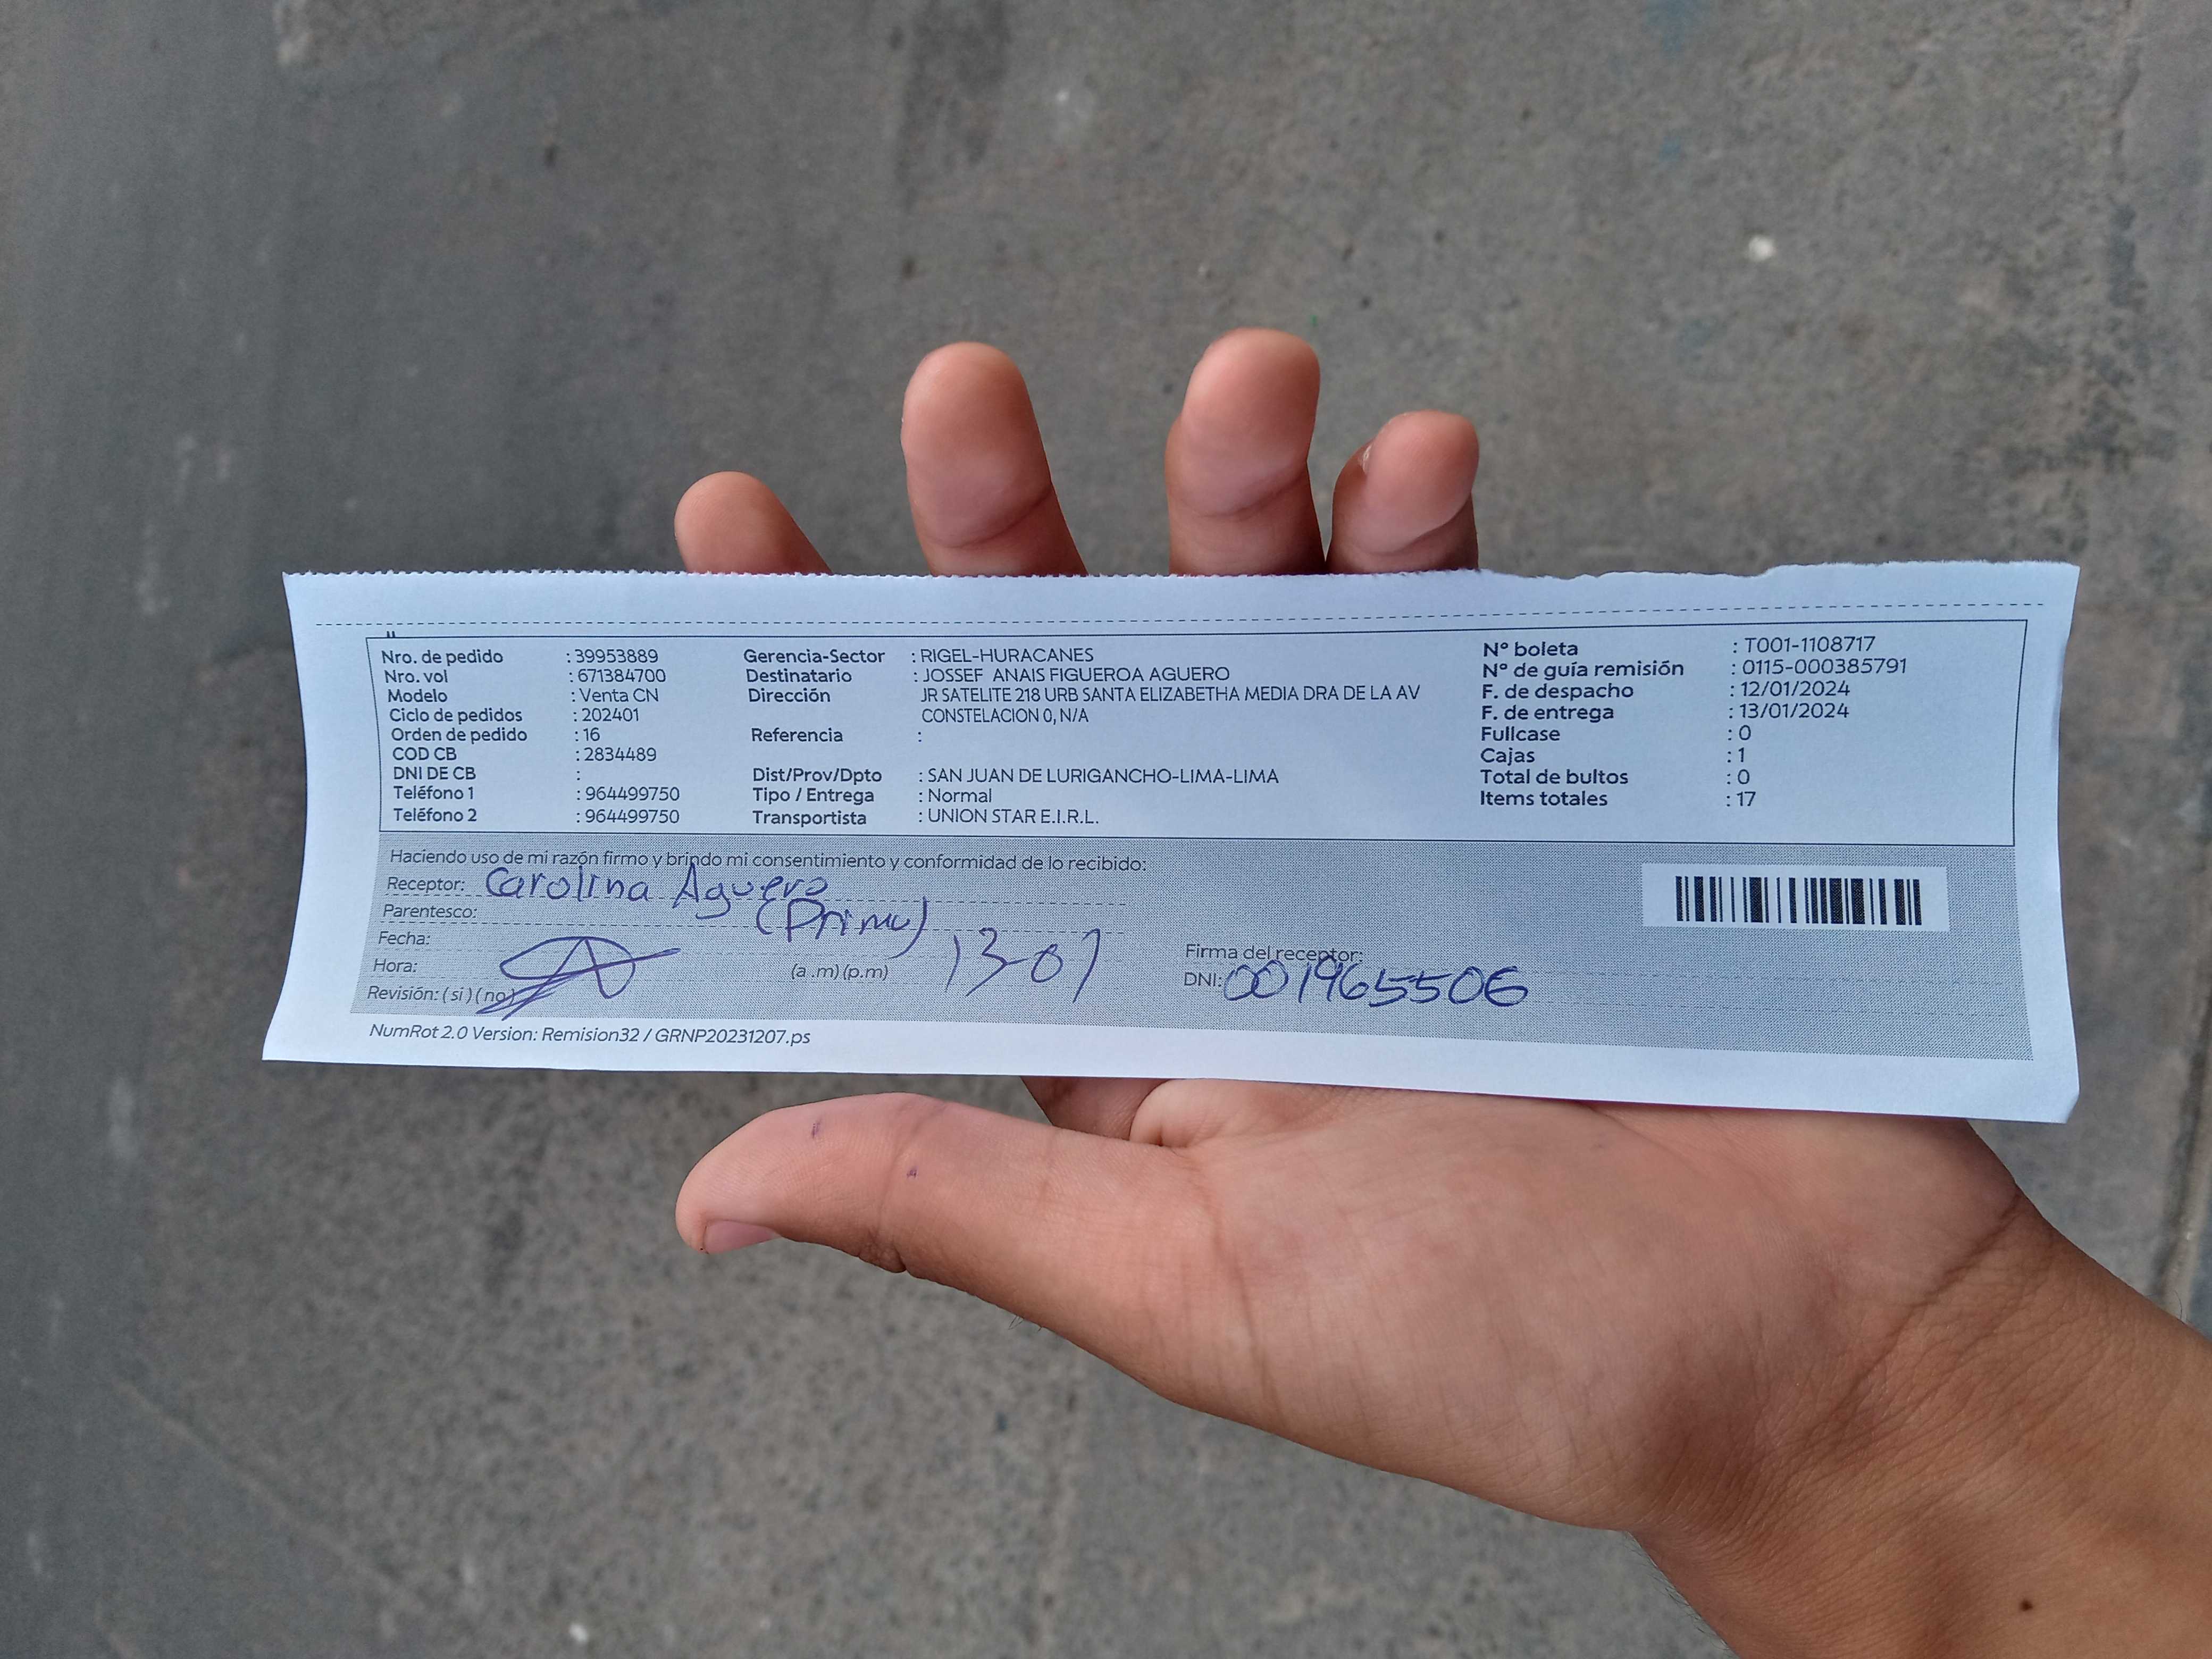 Nro. de pedido : 39953889
Nro. vol : 671384700
Modelo : Venta CN
Ciclo de pedidos : 202401
Orden de pedido : 16
COD CB : 2834489
DNI DE CB :
Teléfono 1 : 964499750
Teléfono 2 : 964499750
Gerencia-Sector : RIGEL-HURACANES
Destinatario : JOSSEF ANAIS FIGUEROA AGUERO
Dirección JR SATELITE 218 URB SANTA ELIZABETHA MEDIA DRA DE LA AV
CONSTELACION 0, N/A
Referencia :
Dist/Prov/Dpto : SAN JUAN DE LURIGANCHO-LIMA-LIMA
Tipo / Entrega : Normal
Transportista : UNION STAR E.I.R.L.
Nº boleta : T001-1108717
Nº de guía remisión : 0115-000385791
F. de despacho : 12/01/2024
F. de entrega : 13/01/2024
Fullcase : 0
Cajas : 1
Total de bultos : 0
Items totales : 17
Haciendo uso de mi razón firmo y brindo mi consentimiento y conformidad de lo recibido:
Receptor: Carolina Aguero
Parentesco: (Prima)
Fecha: 13-01
Hora: (a .m) (p.m)
Revisión: ( si ) ( no )
Firma del receptor:
DNI: 001965506
NumRot 2.0 Version: Remision32 / GRNP20231207.ps